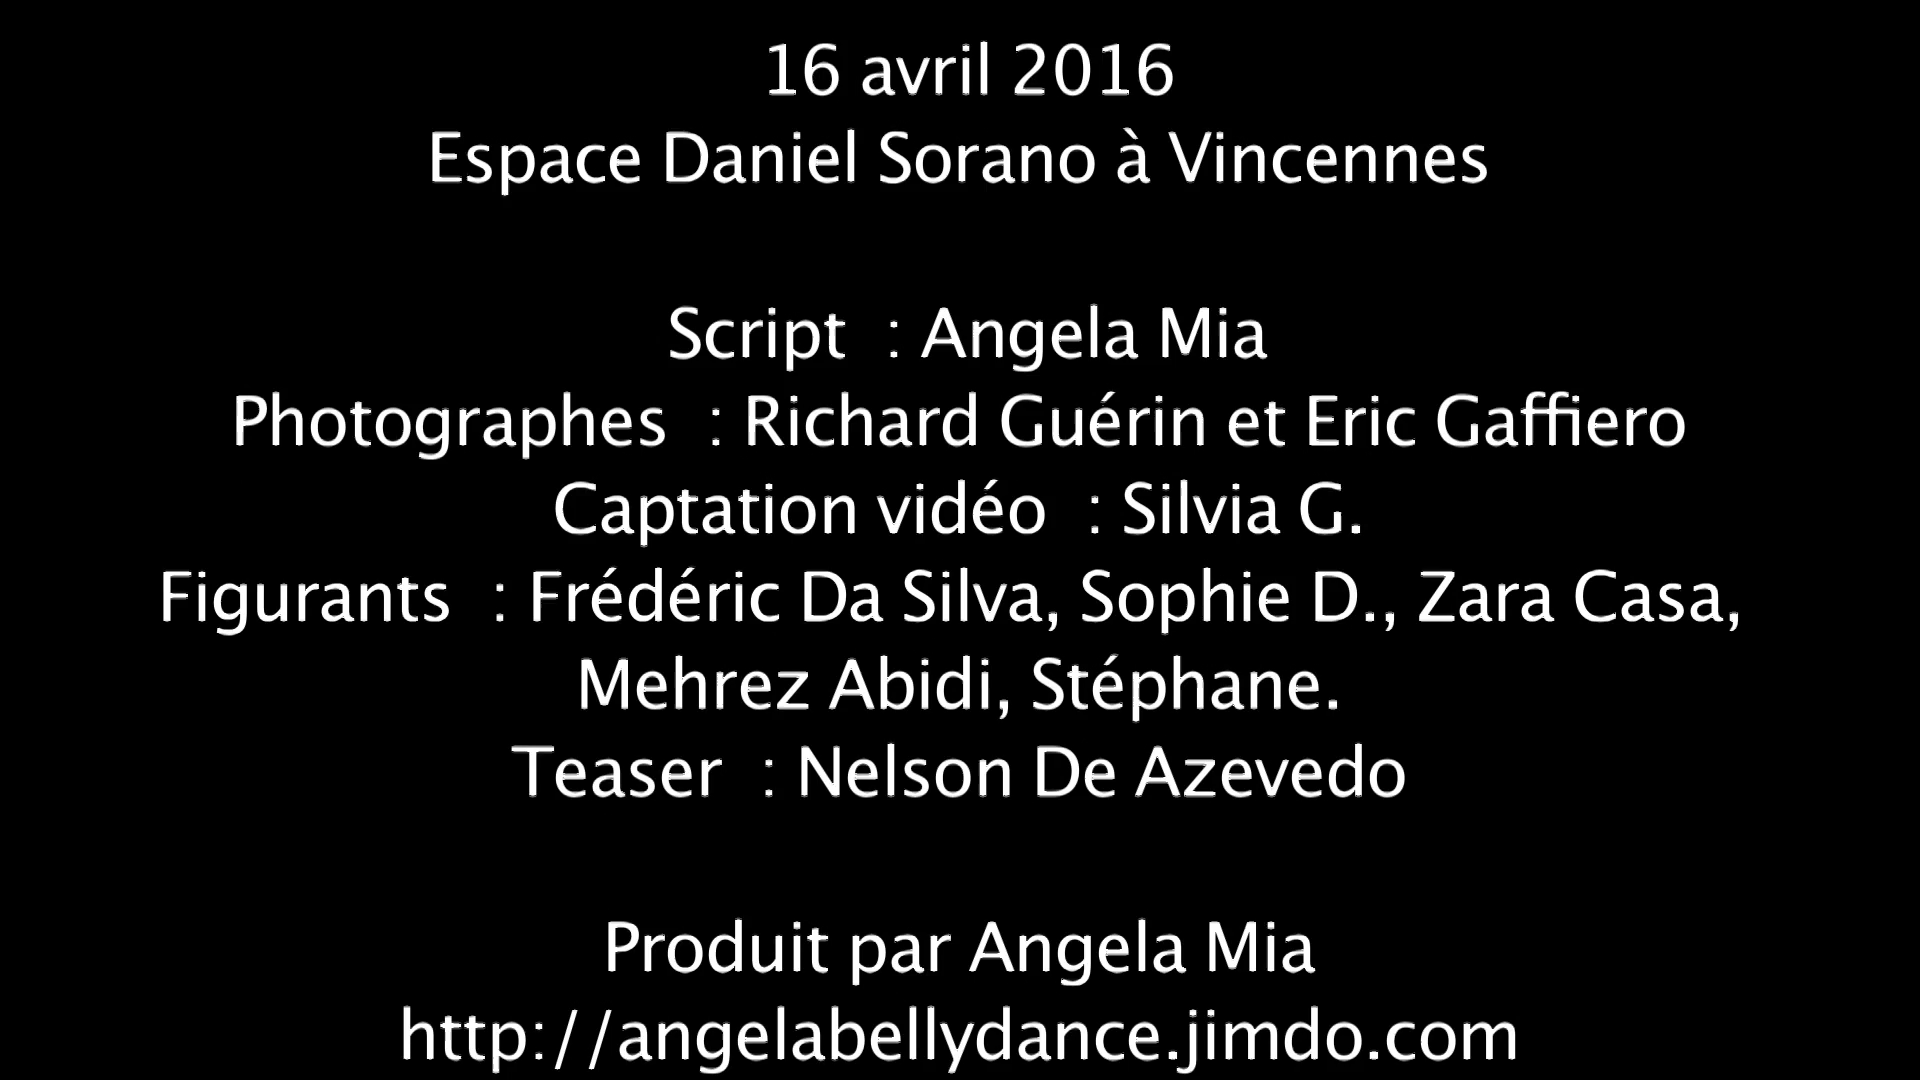 16 avril 2016
Espace Daniel Sorano à Vincennes
Script  : Angela Mia
Photographes  : Richard Guérin et Eric Gaffiero
Captation vidéo  : Silvia G.
Figurants  : Frédéric Da Silva, Sophie D., Zara Casa,
Mehrez Abidi, Stéphane.
Teaser  : Nelson De Azevedo
Produit par Angela Mia
http://angelabellydance.jimdo.com